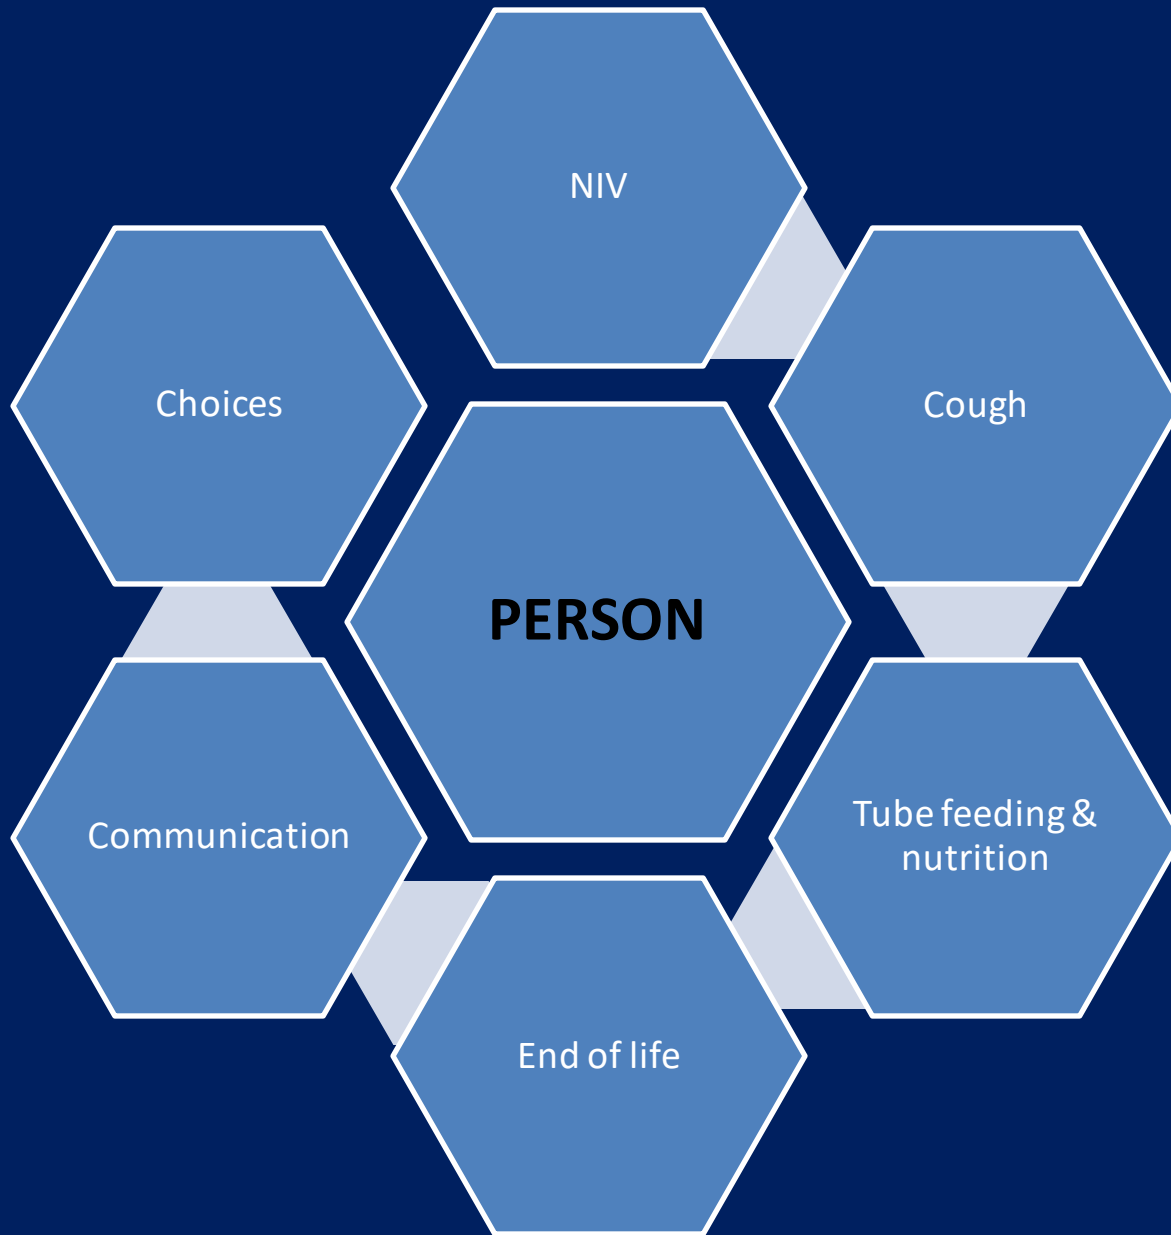 NIV
Choices
Cough
PERSON
Communication
Tube feeding &
nutrition
End of life